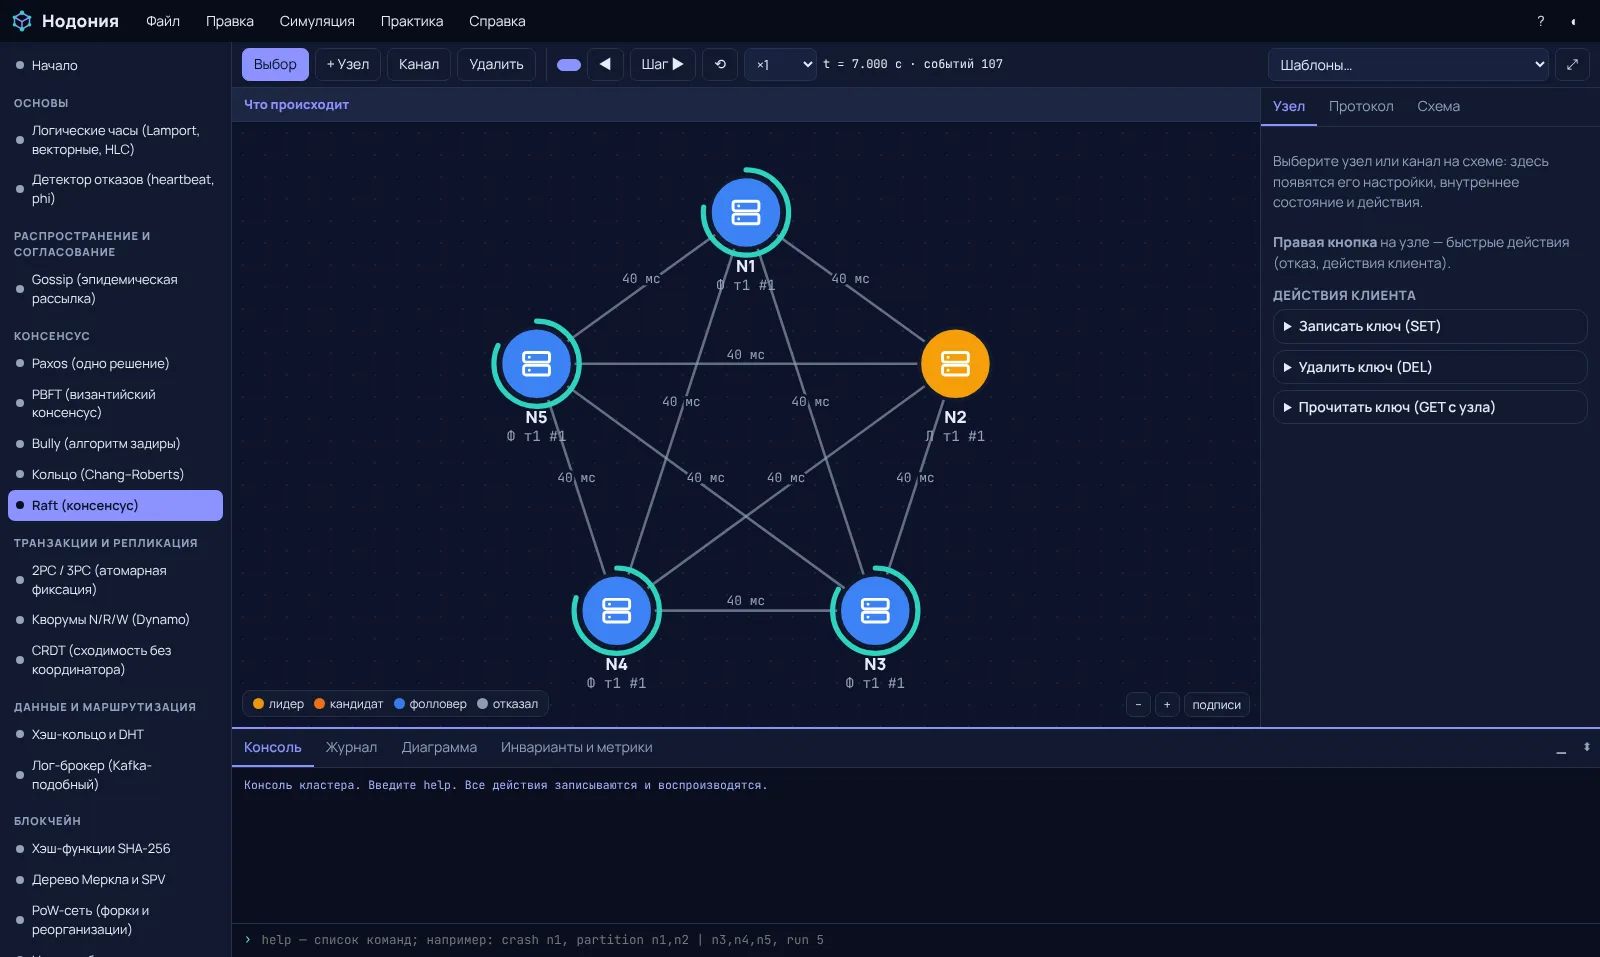 Нодония
Файл
Правка
Симуляция
Практика
Справка
?
Начало
ОСНОВЫ
Логические часы (Lamport,
векторные, HLC)
Детектор отказов (heartbeat,
phi)
РАСПРОСТРАНЕНИЕ И
СОГЛАСОВАНИЕ
Gossip (эпидемическая
рассылка)
КОНСЕНСУС
Paxos (одно решение)
PBFT (византийский
консенсус)
Bully (алгоритм задиры)
Кольцо (Chang–Roberts)
Raft (консенсус)
ТРАНЗАКЦИИ И РЕПЛИКАЦИЯ
2PC / 3PC (атомарная
фиксация)
Кворумы N/R/W (Dynamo)
CRDT (сходимость без
координатора)
ДАННЫЕ И МАРШРУТИЗАЦИЯ
Хэш-кольцо и DHT
Лог-брокер (Kafka-
подобный)
БЛОКЧЕЙН
Хэш-функции SHA-256
Дерево Меркла и SPV
PoW-сеть (форки и
реорганизации)
Выбор
+ Узел
Канал
Удалить
◀
Шаг ▶
⟲
×1
t = 7.000 с · событий 107
Шаблоны…
⤢
Что происходит
N1
Ф т1 #1
40 мс
40 мс
N5
Ф т1 #1
40 мс
N2
Л т1 #1
40 мс
40 мс
40 мс
40 мс
40 мс
40 мс
N4
Ф т1 #1
40 мс
N3
Ф т1 #1
лидер
кандидат
фолловер
отказал
−
+
подписи
Узел
Протокол
Схема
Выберите узел или канал на схеме: здесь
появятся его настройки, внутреннее
состояние и действия.
Правая кнопка на узле — быстрые действия
(отказ, действия клиента).
ДЕЙСТВИЯ КЛИЕНТА
▶ Записать ключ (SET)
▶ Удалить ключ (DEL)
▶ Прочитать ключ (GET с узла)
Консоль
Журнал
Диаграмма
Инварианты и метрики
Консоль кластера. Введите help. Все действия записываются и воспроизводятся.
› help — список команд; например: crash n1, partition n1,n2 | n3,n4,n5, run 5